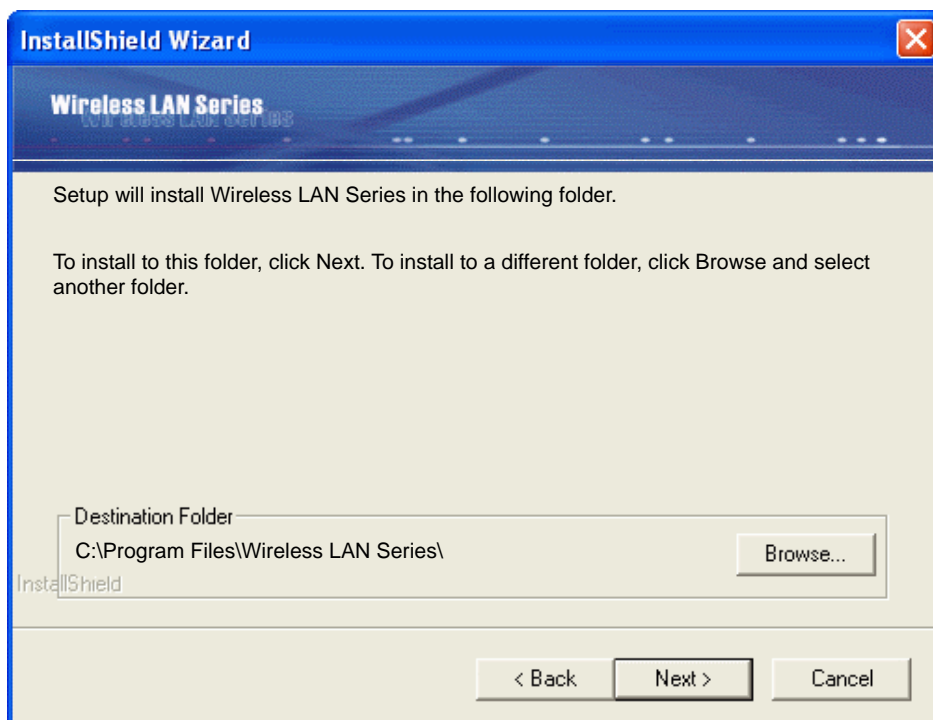 InstallShield Wizard
Wireless LAN Series
Setup will install Wireless LAN Series in the following folder.
To install to this folder, click Next. To install to a different folder, click Browse and select
another folder.
Destination Folder
C:\Program Files\Wireless LAN Series\
Browse...
InstallShield
< Back
Next >
Cancel